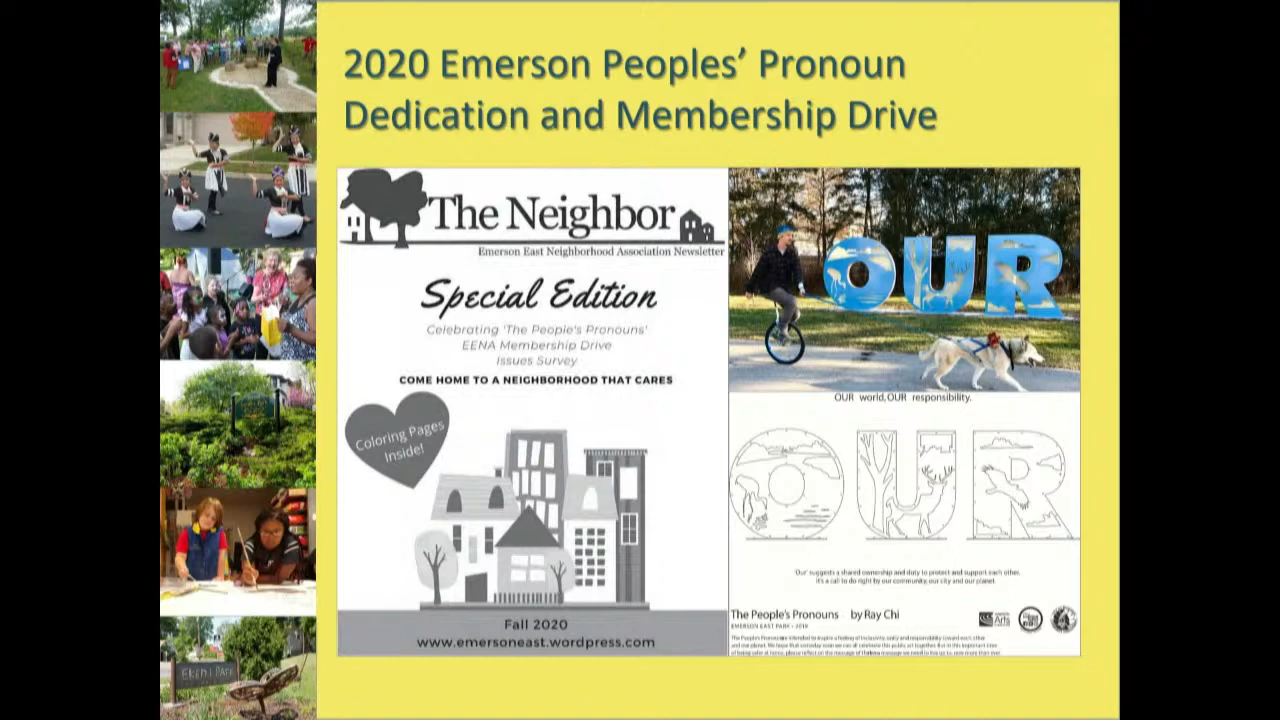 2020 Emerson Peoples' Pronoun
Dedication and Membership Drive
The Neighbor
Emerson East Neighborhood Association Newsletter
Special Edition
Celebrating 'The People's Pronouns'
EENA Membership Drive
Issues Survey
COME HOME TO A NEIGHBORHOOD THAT CARES
Coloring Pages
Inside!
Fall 2020
www.emersoneast.wordpress.com
OUR
OUR world, OUR responsibility.
OUR
'Our' suggests a shared ownership and duty to protect and support each other.
It's a call to do right by our community, our city and our planet.
The People's Pronouns by Ray Chi
EMERSON EAST PARK • 2019
Arts
EKEN PARK